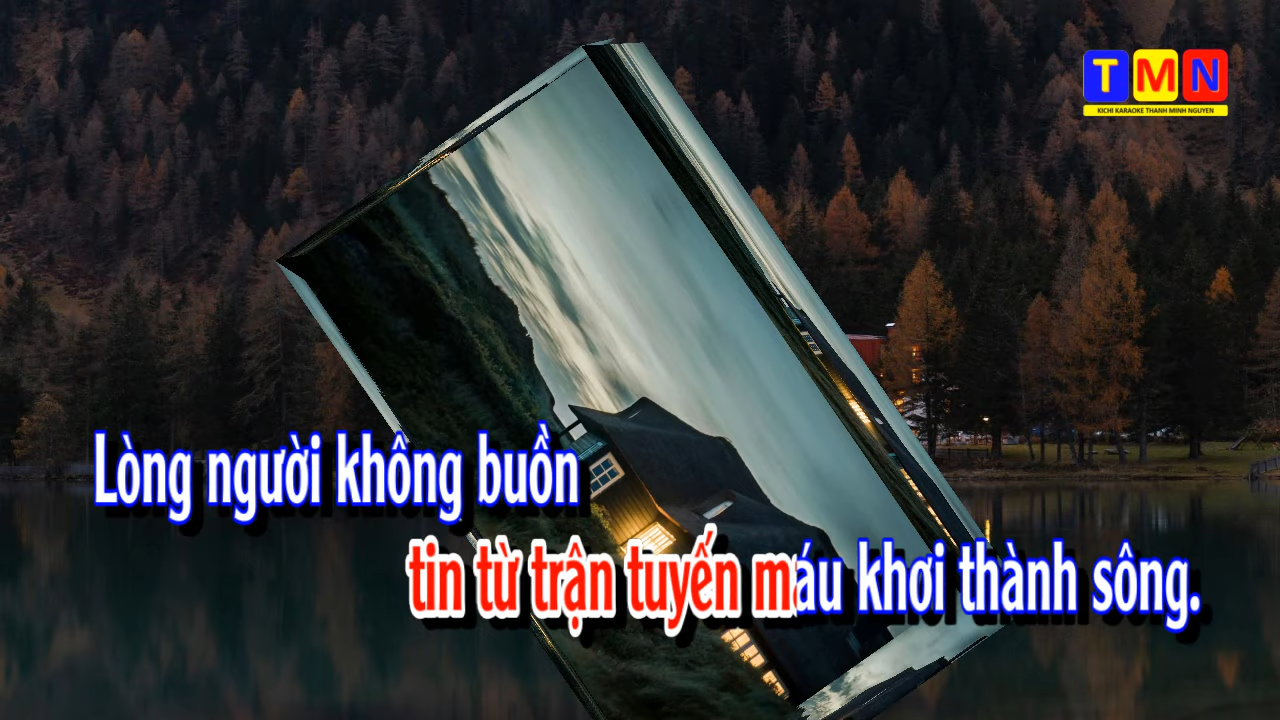 TMN
KICHI KARAOKE THANH MINH NGUYEN
Lòng người không buồn
tin từ trận tuyến máu khơi thành sông.